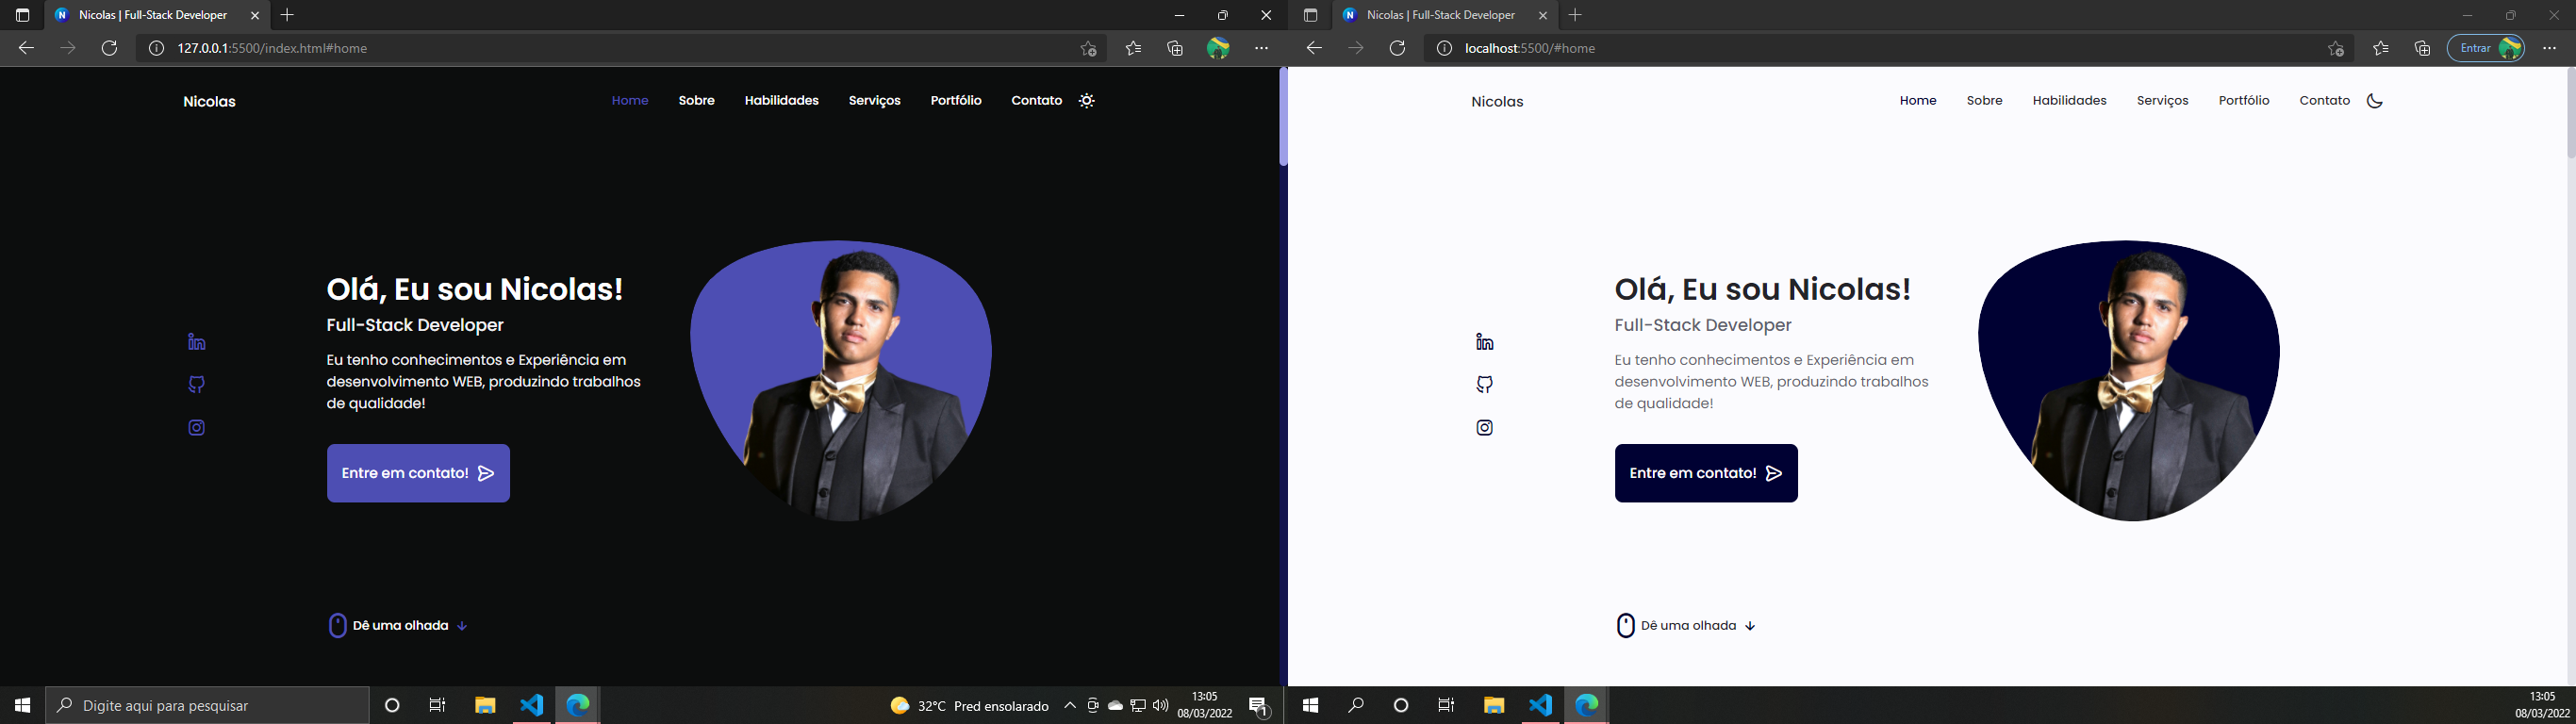 Nicolas | Full-Stack Developer
127.0.0.1:5500/index.html#home
Nicolas
Home Sobre Habilidades Serviços Portfólio Contato
Olá, Eu sou Nicolas!
Full-Stack Developer
Eu tenho conhecimentos e Experiência em
desenvolvimento WEB, produzindo trabalhos
de qualidade!
Entre em contato!
Dê uma olhada
Digite aqui para pesquisar
32°C Pred ensolarado
13:05
08/03/2022
1
Nicolas | Full-Stack Developer
localhost:5500/#home
Entrar
Nicolas
Home Sobre Habilidades Serviços Portfólio Contato
Olá, Eu sou Nicolas!
Full-Stack Developer
Eu tenho conhecimentos e Experiência em
desenvolvimento WEB, produzindo trabalhos
de qualidade!
Entre em contato!
Dê uma olhada
13:05
08/03/2022